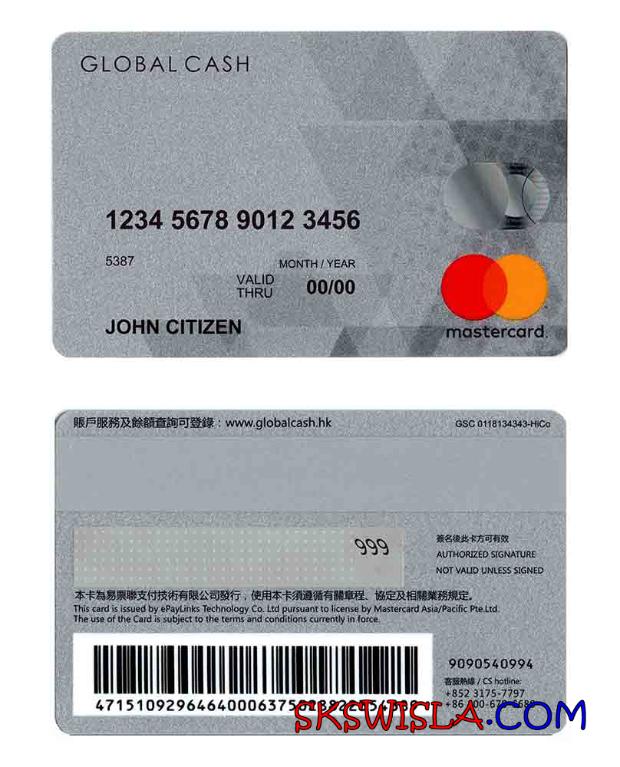 GLOBAL CASH
1234 5678 9012 3456
5387
MONTH / YEAR
VALID
THRU 00/00
JOHN CITIZEN
mastercard.
賬戶服務及餘額查詢可登錄：www.globalcash.hk
GSC 0118134343-HiCo
999
簽名後此卡方可有效
AUTHORIZED SIGNATURE
NOT VALID UNLESS SIGNED
本卡為易票聯支付技術有限公司發行，使用本卡須遵循有關章程、協定及相關業務規定。
This card is issued by ePayLinks Technology Co. Ltd pursuant to license by Mastercard Asia/Pacific Pte.Ltd.
The use of the Card is subject to the terms and conditions currently in force.
9090540994
客服熱線 / CS hotline:
+852 3175-7797
SKSWISLA.COM